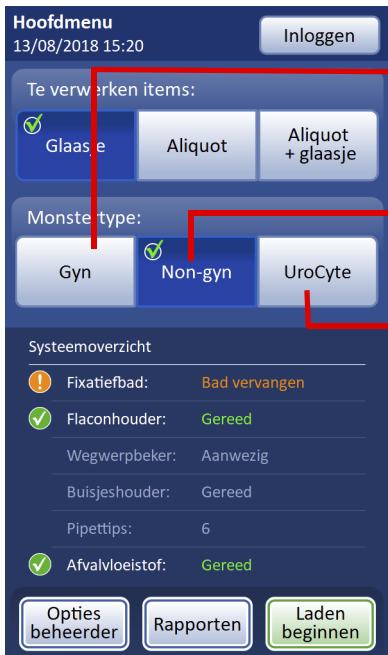 Hoofdmenu
13/08/2018 15:20
Inloggen
Te verwerken items:
Glaasje
Aliquot
Aliquot
+ glaasje
Monstertype:
Gyn
Non-gyn
UroCyte
Systeemoverzicht
Fixatiefbad: Bad vervangen
Flaconhouder: Gereed
Wegwerpbeker: Aanwezig
Buisjeshouder: Gereed
Pipettips: 6
Afvalvloeistof: Gereed
Opties
beheerder
Rapporten
Laden
beginnen